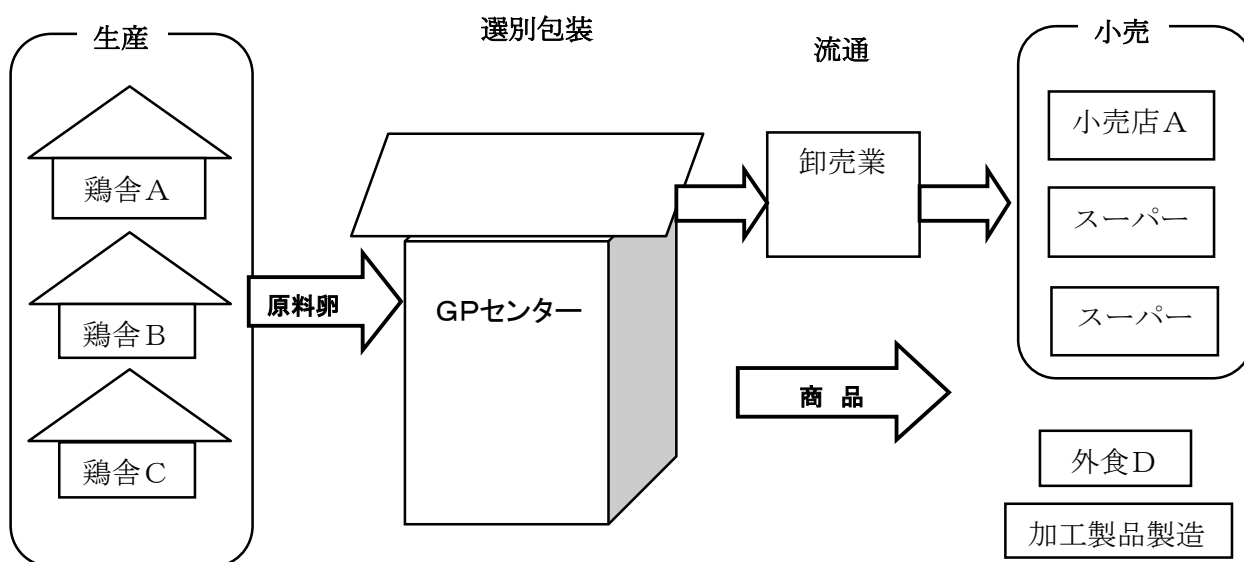 生産
選別包装
流通
小売
鶏舎A
鶏舎B
鶏舎C
原料卵
GPセンター
卸売業
商 品
小売店A
スーパー
スーパー
外食D
加工製品製造